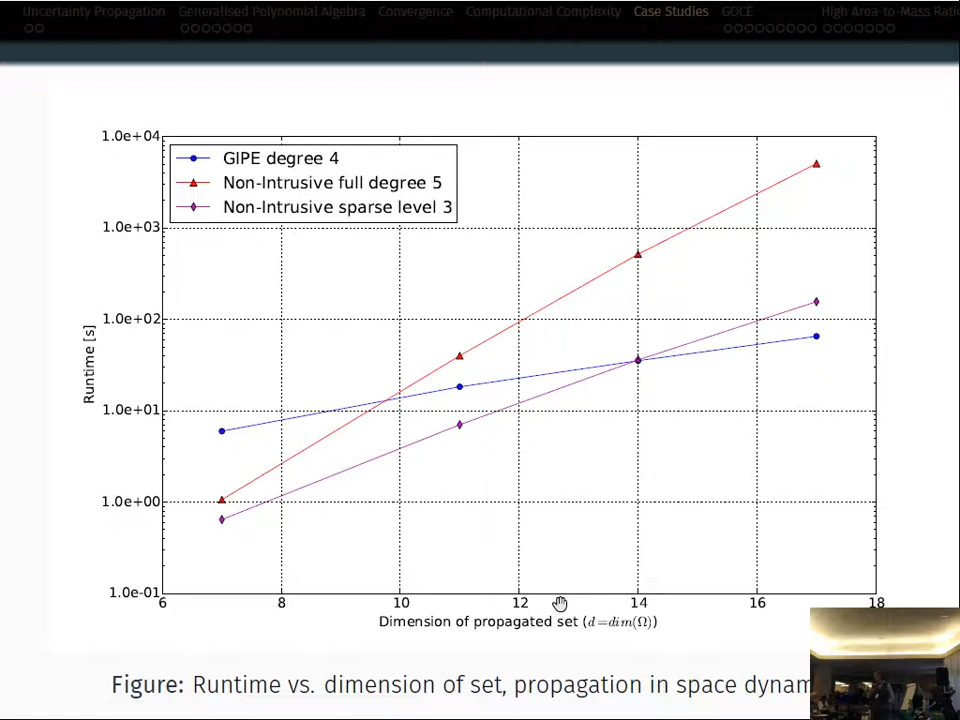 Uncertainty Propagation Generalised Polynomial Algebra Convergence Computational Complexity Case Studies GOCE High Area-to-Mass
1.0e+04
GIPE degree 4
Non-Intrusive full degree 5
Non-Intrusive sparse level 3
1.0e+03
1.0e+02
Runtime [s]
1.0e+01
1.0e+00
1.0e-01
6 8 10 12 14 16 18
Dimension of propagated set (d=dim(Ω))
Figure: Runtime vs. dimension of set, propagation in space